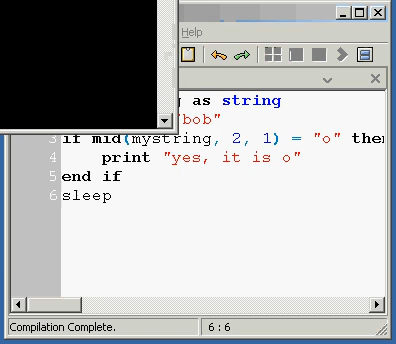 Help
g as string
"bob"
3 if mid(mystring, 2, 1) = "o" then
4 print "yes, it is o"
5 end if
6 sleep
Compilation Complete. 6 : 6